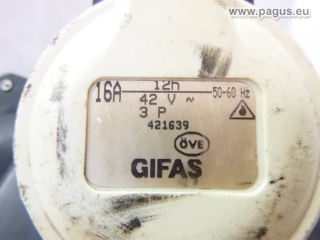 © www.pagus.eu
16A 12h 50-60 Hz
42 V ~
3 P
421639
ÖVE
GIFAS